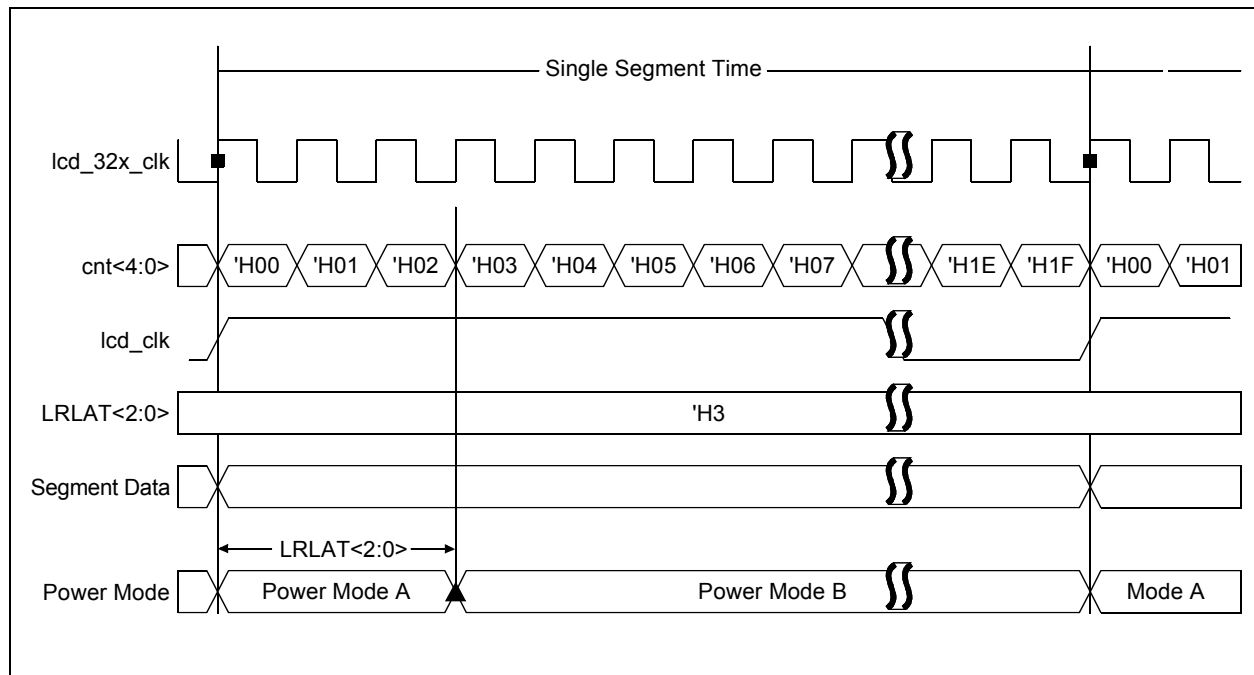 Single Segment Time
lcd_32x_clk
cnt<4:0> 'H00 'H01 'H02 'H03 'H04 'H05 'H06 'H07 'H1E 'H1F 'H00 'H01
lcd_clk
LRLAT<2:0> 'H3
Segment Data
LRLAT<2:0>
Power Mode Power Mode A Power Mode B Mode A